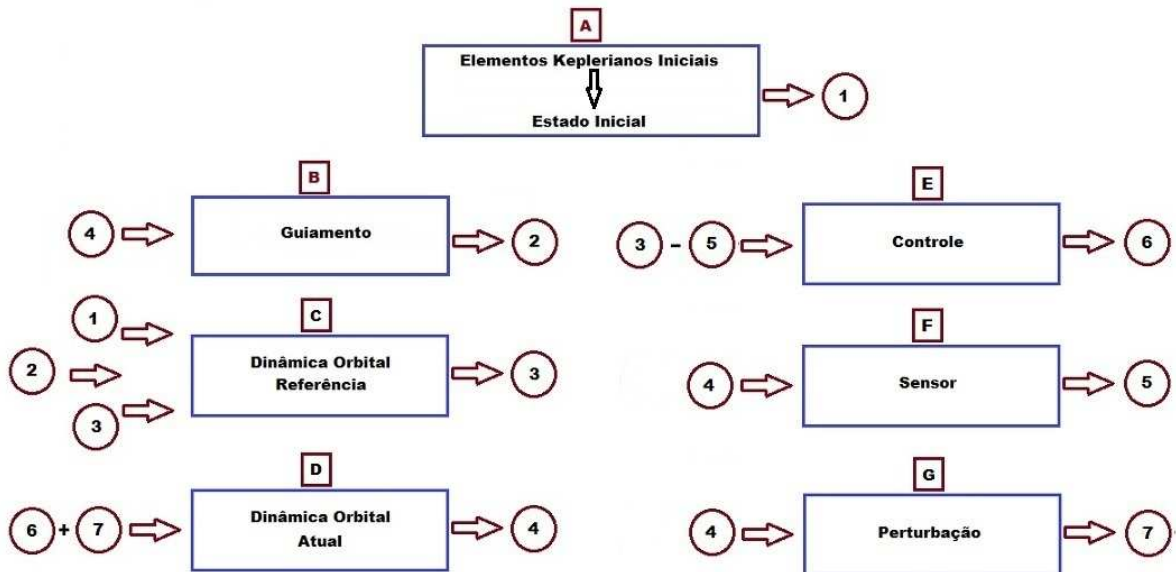 A
Elementos Keplerianos Iniciais
Estado Inicial
1
B
4
Guiamento
2
C
1
2
3
Dinâmica Orbital
Referência
3
D
6 + 7
Dinâmica Orbital
Atual
4
E
3 - 5
Controle
6
F
4
Sensor
5
G
4
Perturbação
7